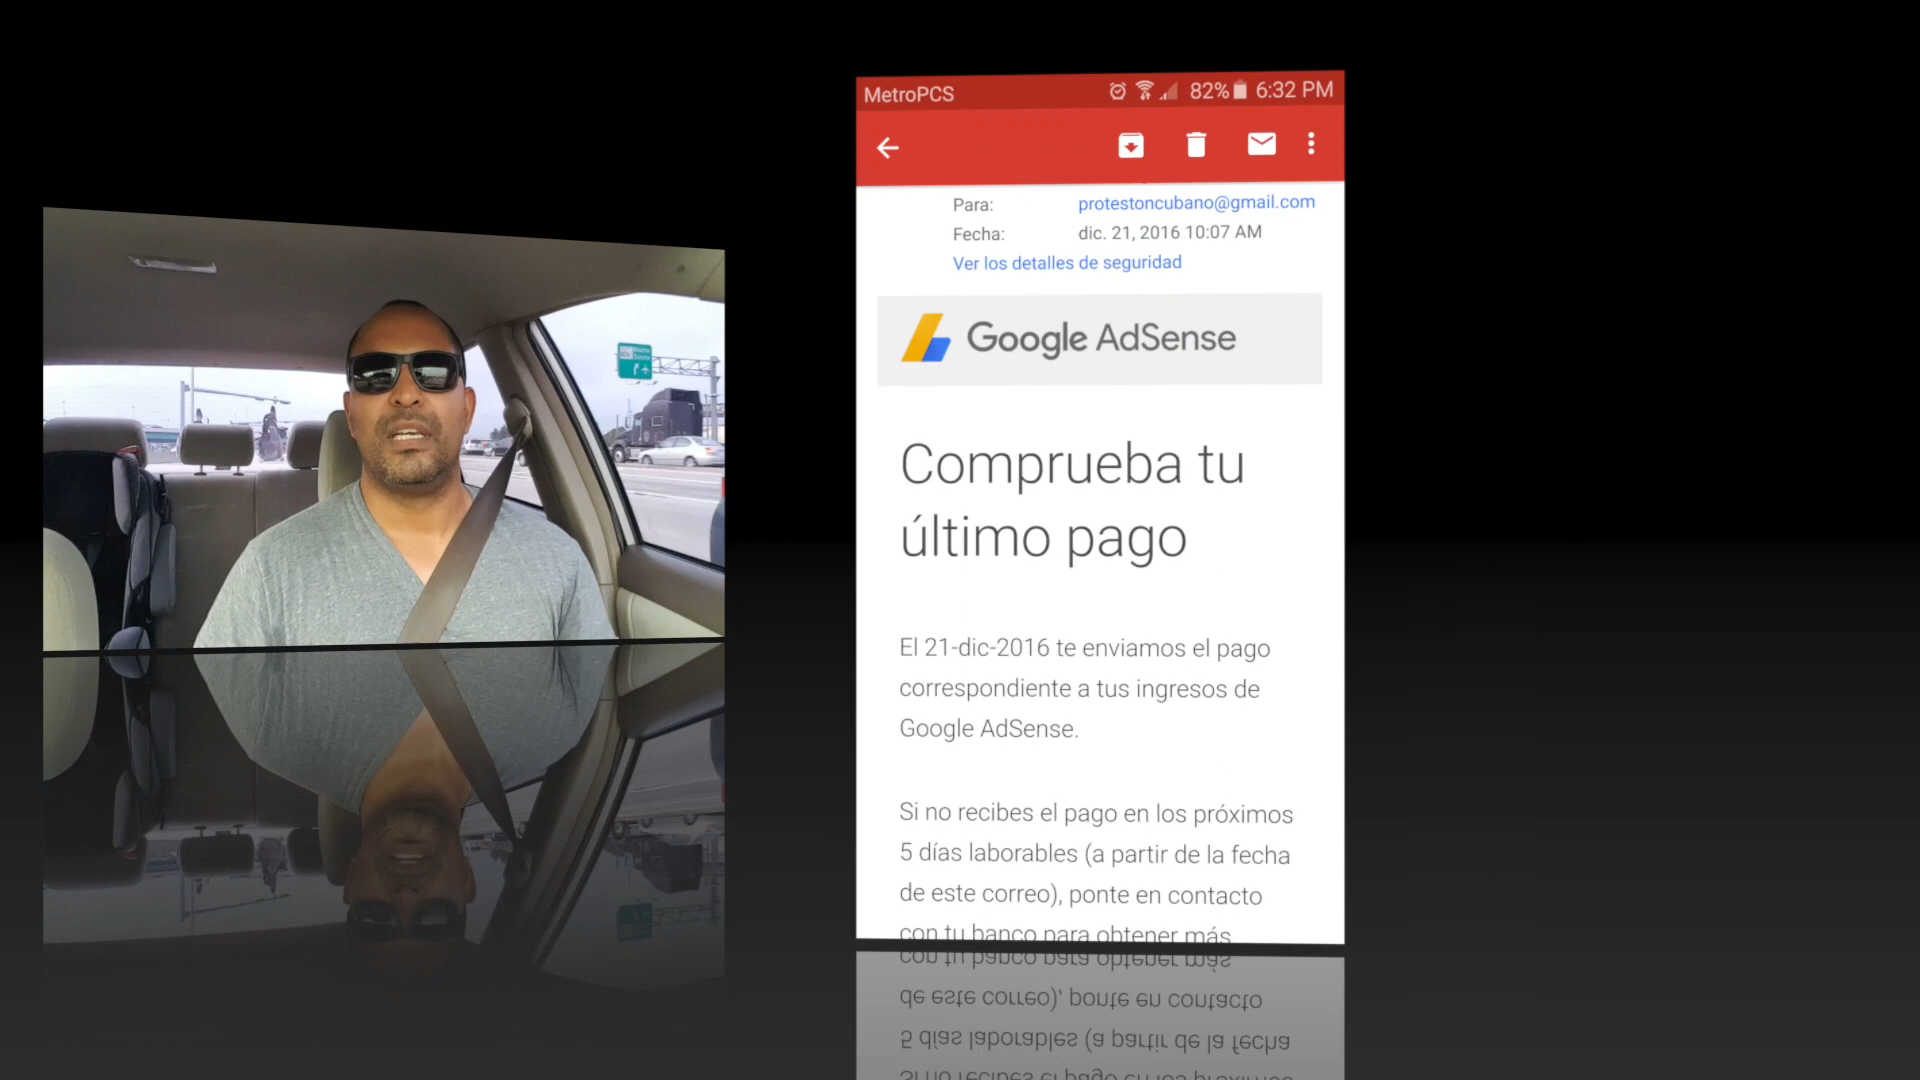 MetroPCS 82% 6:32 PM
Para: protestoncubano@gmail.com
Fecha: dic. 21, 2016 10:07 AM
Ver los detalles de seguridad
Google AdSense
Comprueba tu
último pago
El 21-dic-2016 te enviamos el pago
correspondiente a tus ingresos de
Google AdSense.
Si no recibes el pago en los próximos
5 días laborables (a partir de la fecha
de este correo), ponte en contacto
con tu banco para obtener más